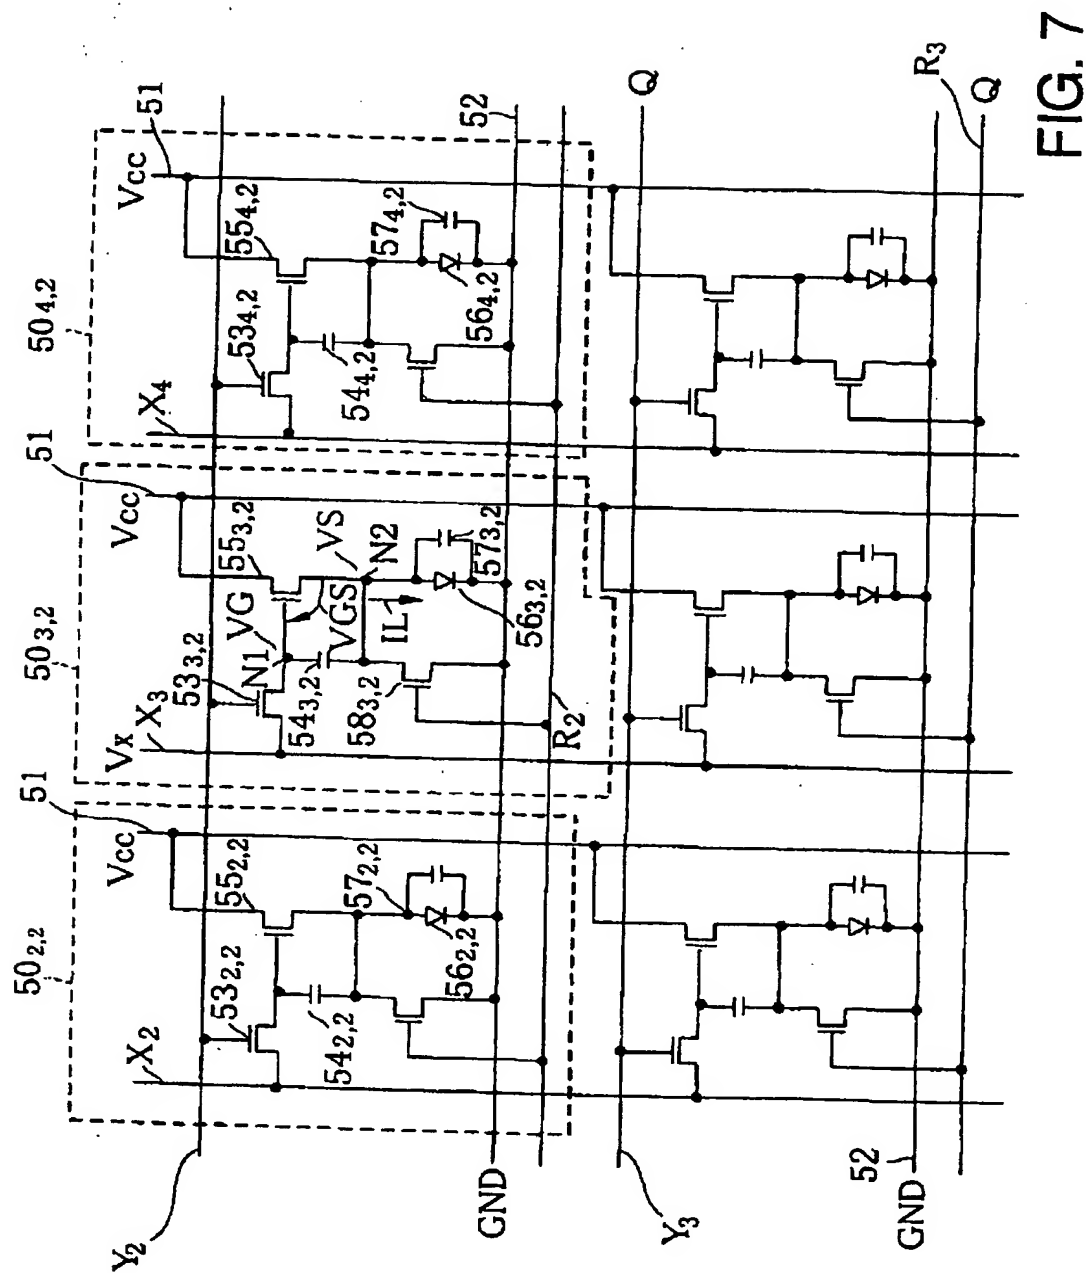 50₂,₂
50₃,₂
50₄,₂
Vcc
51
Vcc
51
Vcc
51
X₂
Vx
X₃
X₄
53₂,₂
55₂,₂
53₃,₂
VG
55₃,₂
53₄,₂
55₄,₂
N1
VS
54₂,₂
57₂,₂
54₃,₂
VGS
N2
54₄,₂
57₄,₂
56₂,₂
58₃,₂
IL
57₃,₂
56₃,₂
56₄,₂
Y₂
GND
52
R₂
Q
Y₃
52
GND
R₃
Q
FIG. 7